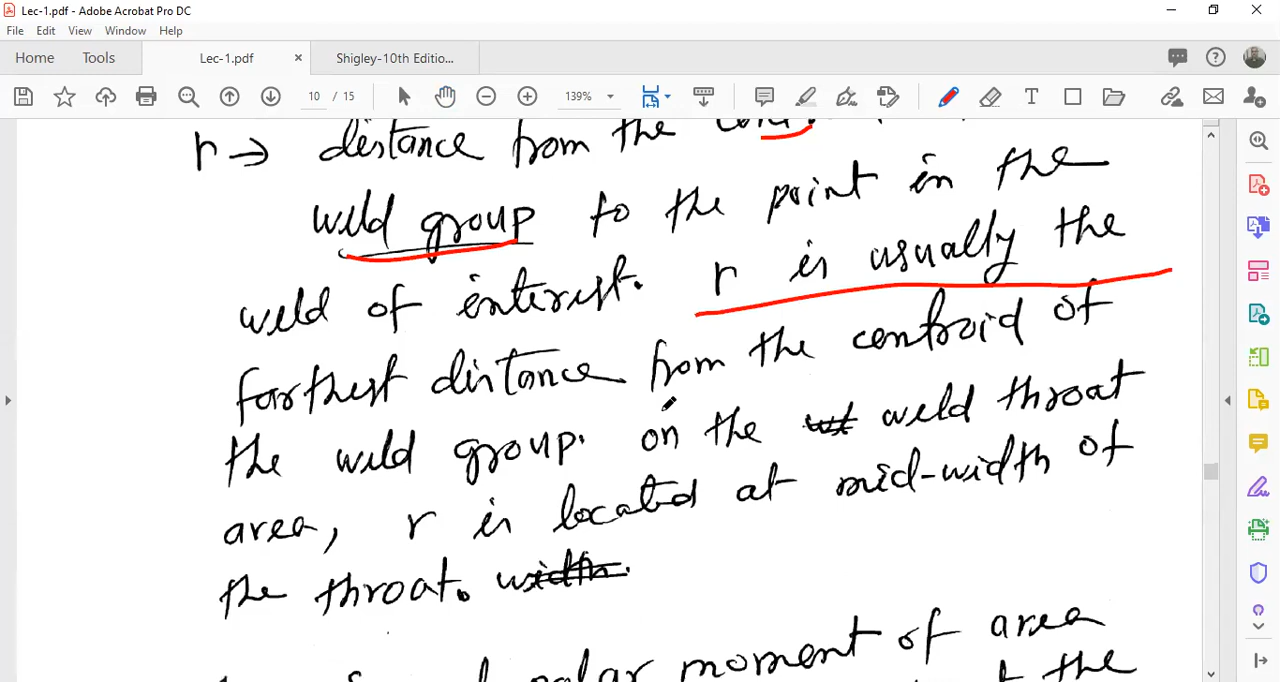 Lec-1.pdf - Adobe Acrobat Pro DC
File Edit View Window Help
Home Tools Lec-1.pdf × Shigley-10th Editio...
10 / 15 139%
r → distance from the
weld group to the point in the
weld of interest. r is usually the
farthest distance from the centroid of
the weld group. on the weld throat
area, r is located at mid-width of
the throat. width.
polar moment of area
the